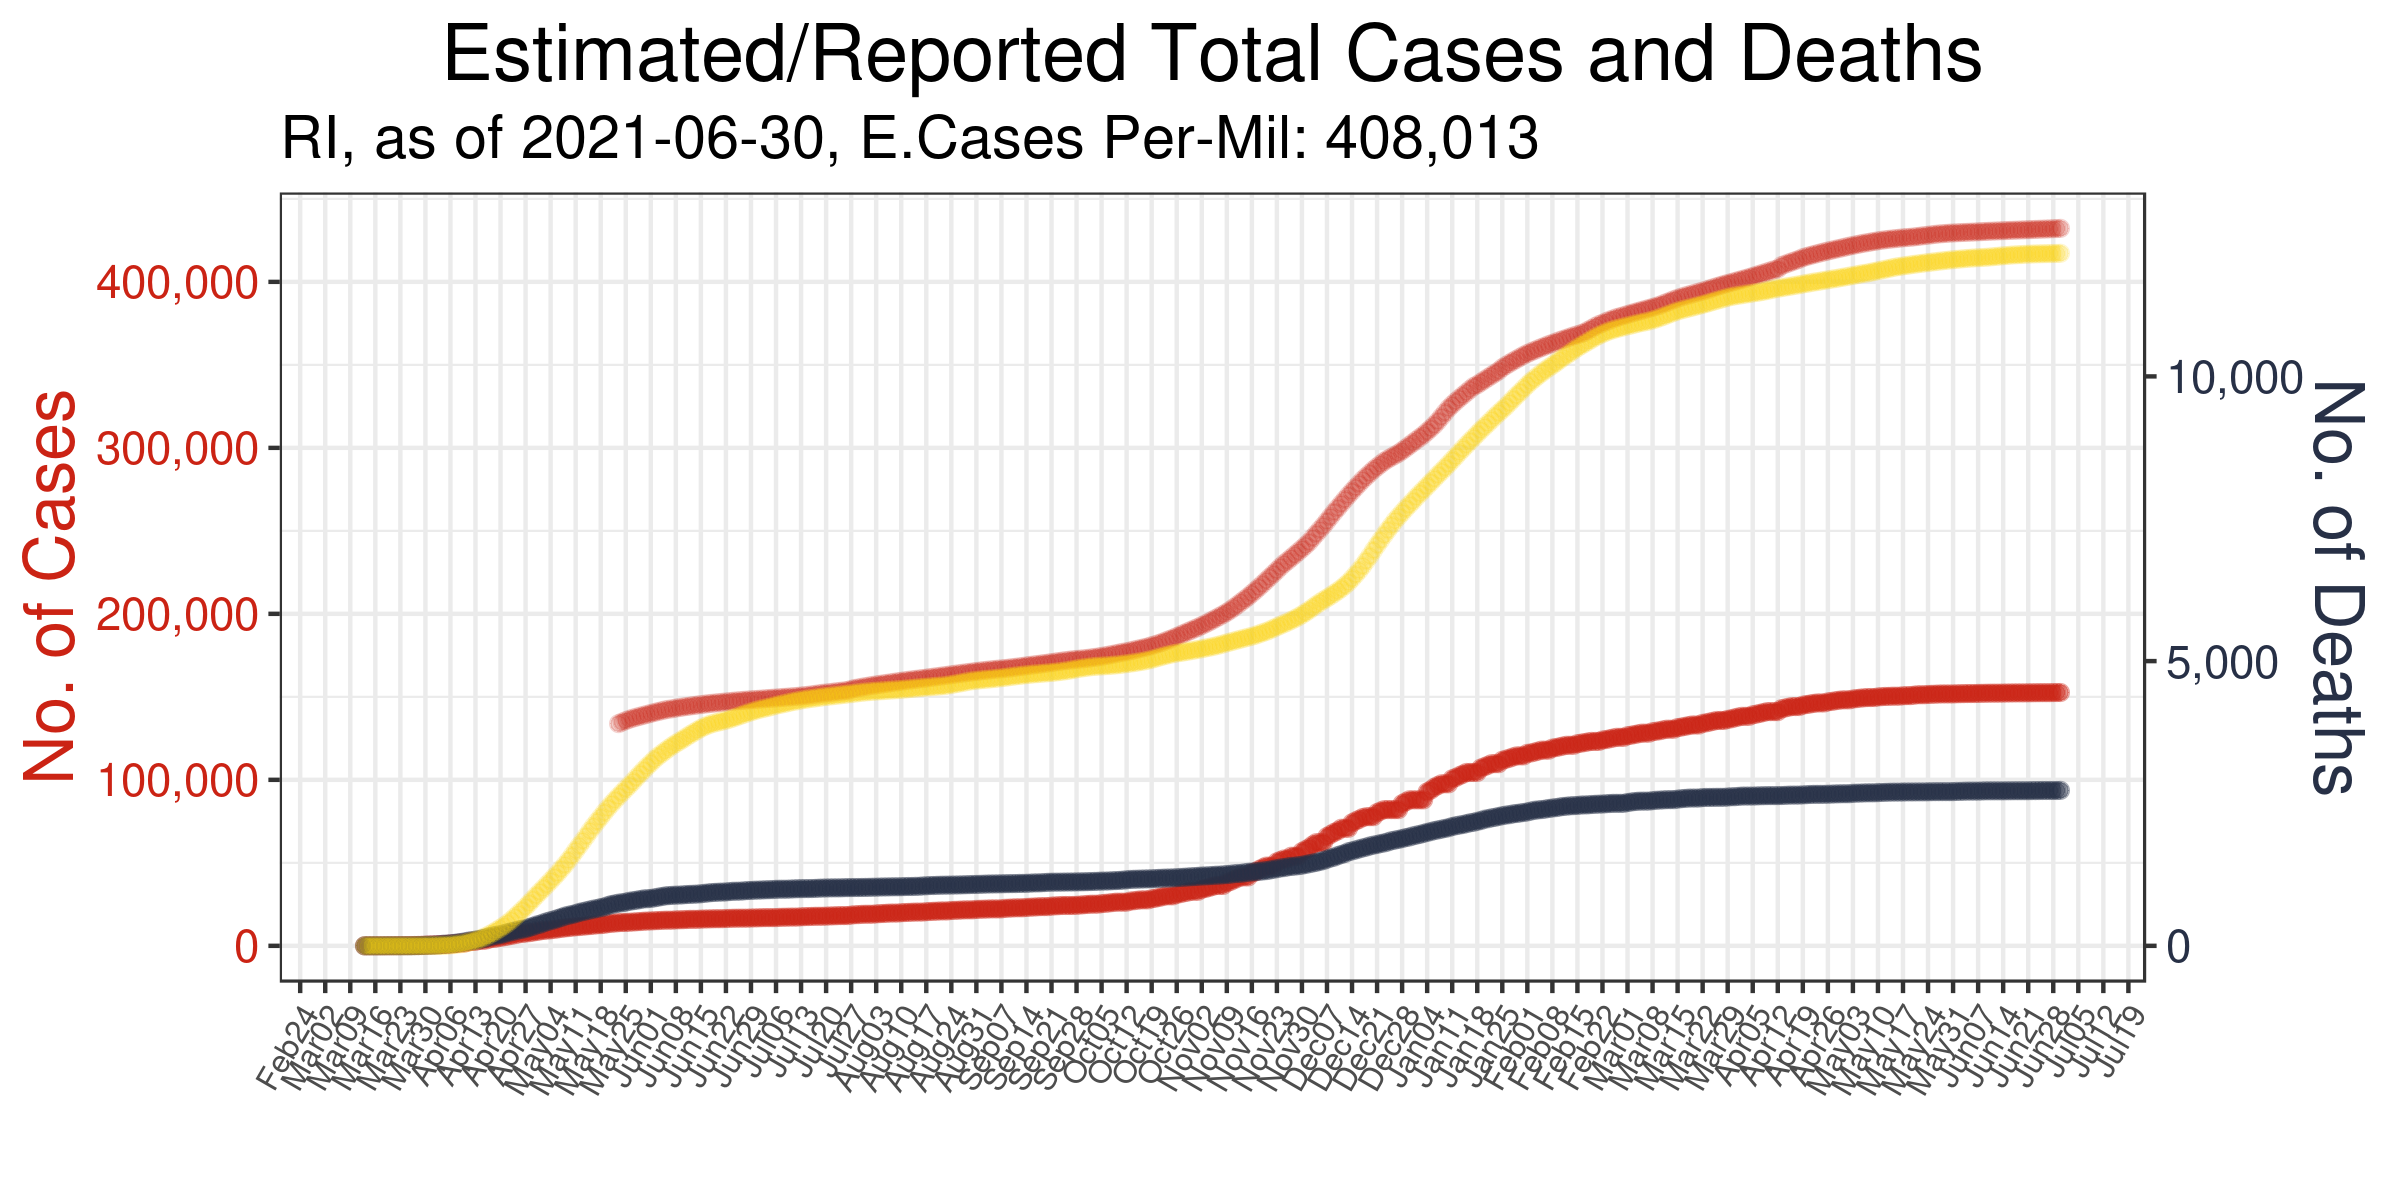 Estimated/Reported Total Cases and Deaths
RI, as of 2021-06-30, E.Cases Per-Mil: 408,013
No. of Cases
400,000
300,000
200,000
100,000
0
10,000
5,000
0
No. of Deaths
Feb24
Mar02
Mar09
Mar16
Mar23
Mar30
Apr06
Apr13
Apr20
Apr27
May04
May11
May18
May25
Jun01
Jun08
Jun15
Jun22
Jun29
Jul06
Jul13
Jul20
Jul27
Aug03
Aug10
Aug17
Aug24
Aug31
Sep07
Sep14
Sep21
Sep28
Oct05
Oct12
Oct19
Oct26
Nov02
Nov09
Nov16
Nov23
Nov30
Dec07
Dec14
Dec21
Dec28
Jan04
Jan11
Jan18
Jan25
Feb01
Feb08
Feb15
Feb22
Mar01
Mar08
Mar15
Mar22
Mar29
Apr05
Apr12
Apr19
Apr26
May03
May10
May17
May24
May31
Jun07
Jun14
Jun21
Jun28
Jul05
Jul12
Jul19